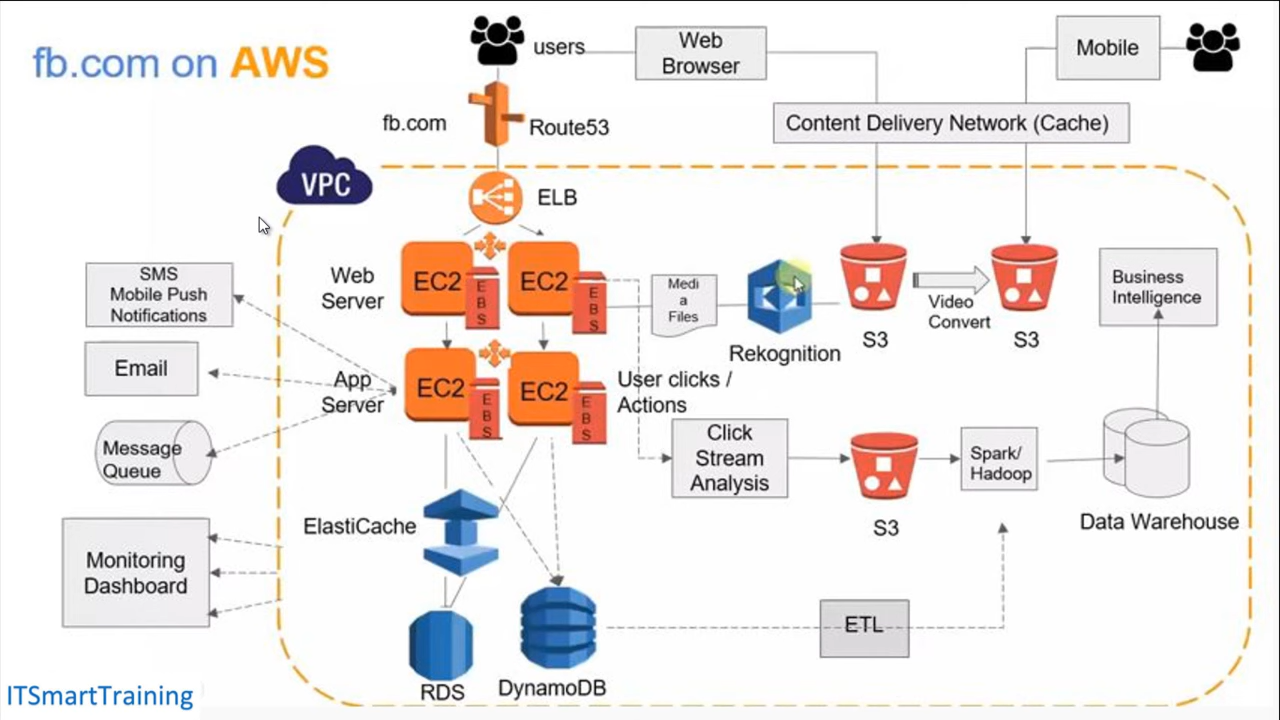 fb.com on AWS
users
Web
Browser
Mobile
fb.com
Route53
Content Delivery Network (Cache)
VPC
ELB
Web
Server
EC2
EBS
EC2
EBS
Medi
a
Files
Rekognition
S3
Video
Convert
S3
Business
Intelligence
SMS
Mobile Push
Notifications
Email
Message
Queue
App
Server
EC2
EBS
EC2
EBS
User clicks /
Actions
Click
Stream
Analysis
S3
Spark/
Hadoop
Data Warehouse
Monitoring
Dashboard
ElastiCache
ETL
RDS
DynamoDB
ITSmartTraining